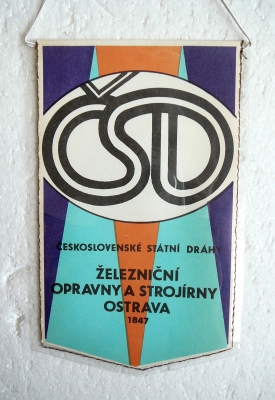 ČSD
ČESKOSLOVENSKÉ STÁTNÍ DRÁHY
ŽELEZNIČNÍ
OPRAVNY A STROJÍRNY
OSTRAVA
1847